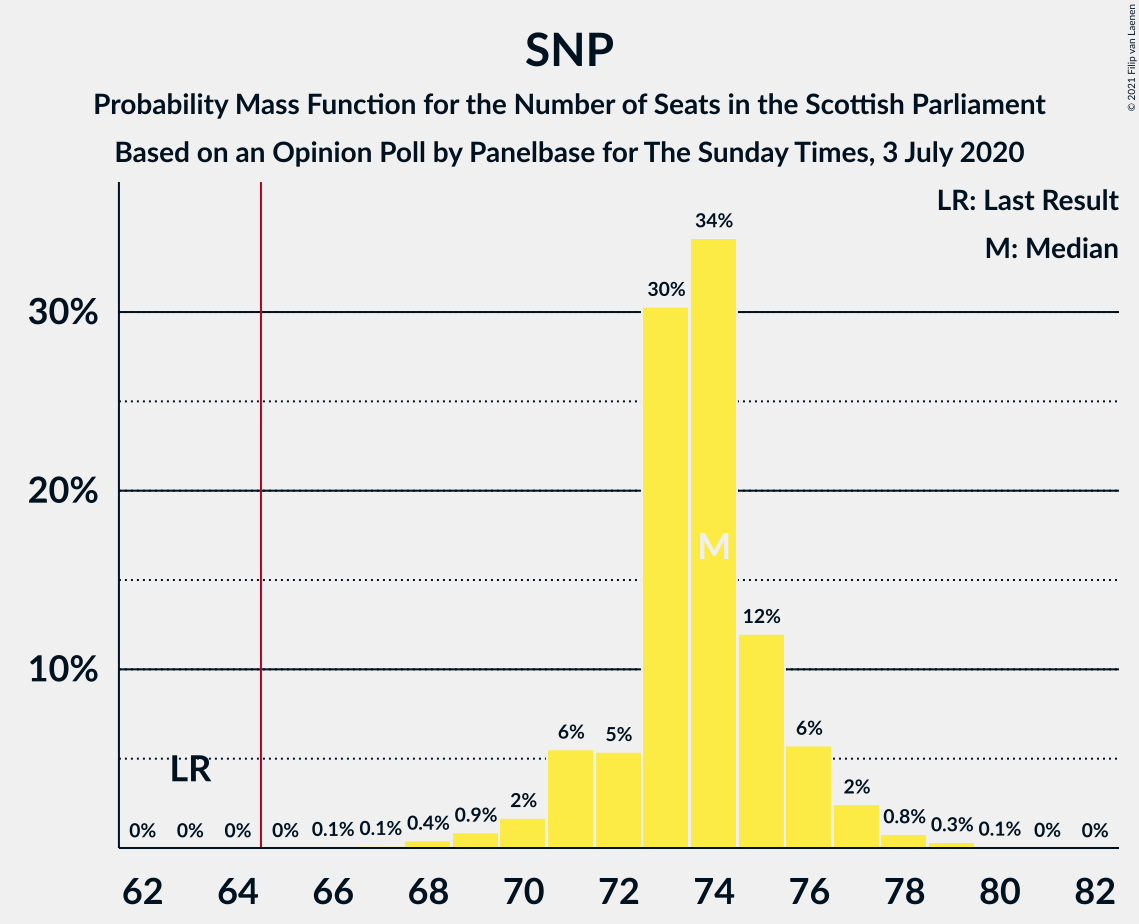 SNP
Probability Mass Function for the Number of Seats in the Scottish Parliament
Based on an Opinion Poll by Panelbase for The Sunday Times, 3 July 2020
© 2021 Filip van Laenen
LR: Last Result
M: Median
34%
30%
30%
20%
M
12%
10%
6%
5%
6%
LR
2%
2%
0%
0%
0%
0%
0.1%
0.1%
0.4%
0.9%
0.8%
0.3%
0.1%
0%
0%
62 64 66 68 70 72 74 76 78 80 82